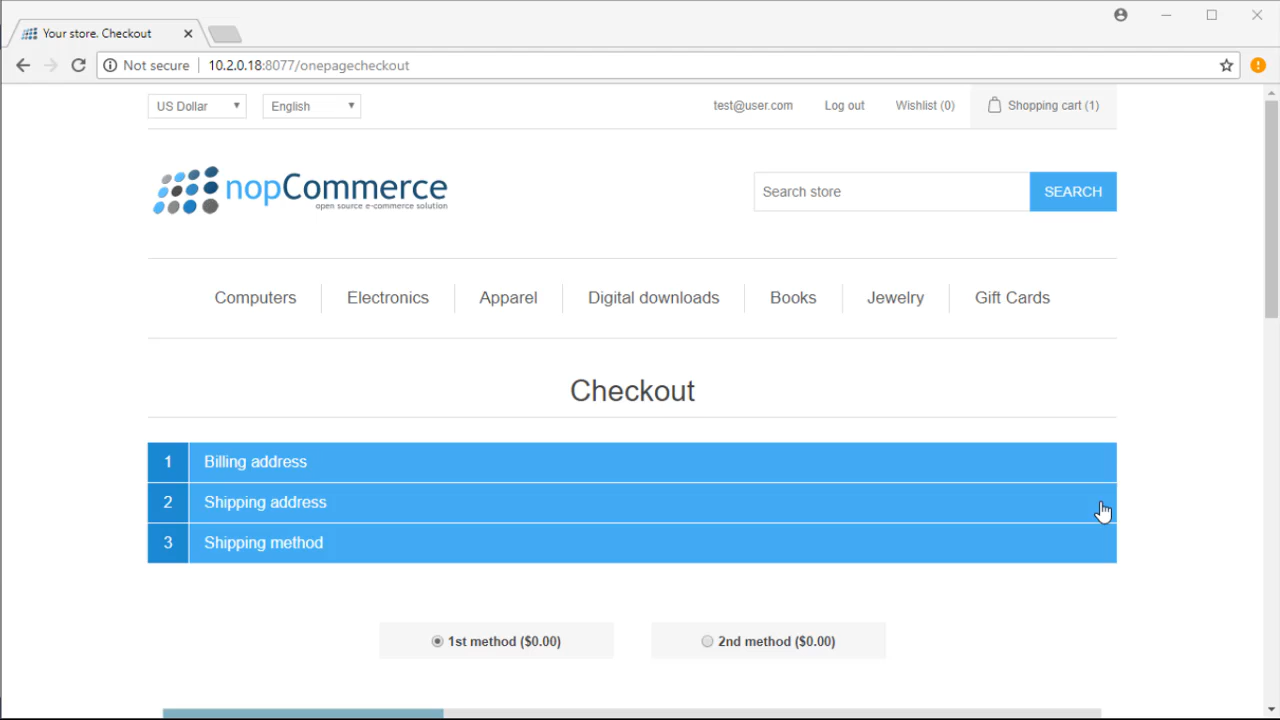 Your store. Checkout
Not secure
10.2.0.18:8077/onepagecheckout
US Dollar
English
test@user.com
Log out
Wishlist (0)
Shopping cart (1)
nopCommerce
open source e-commerce solution
Search store
SEARCH
Computers
Electronics
Apparel
Digital downloads
Books
Jewelry
Gift Cards
Checkout
1 Billing address
2 Shipping address
3 Shipping method
1st method ($0.00)
2nd method ($0.00)